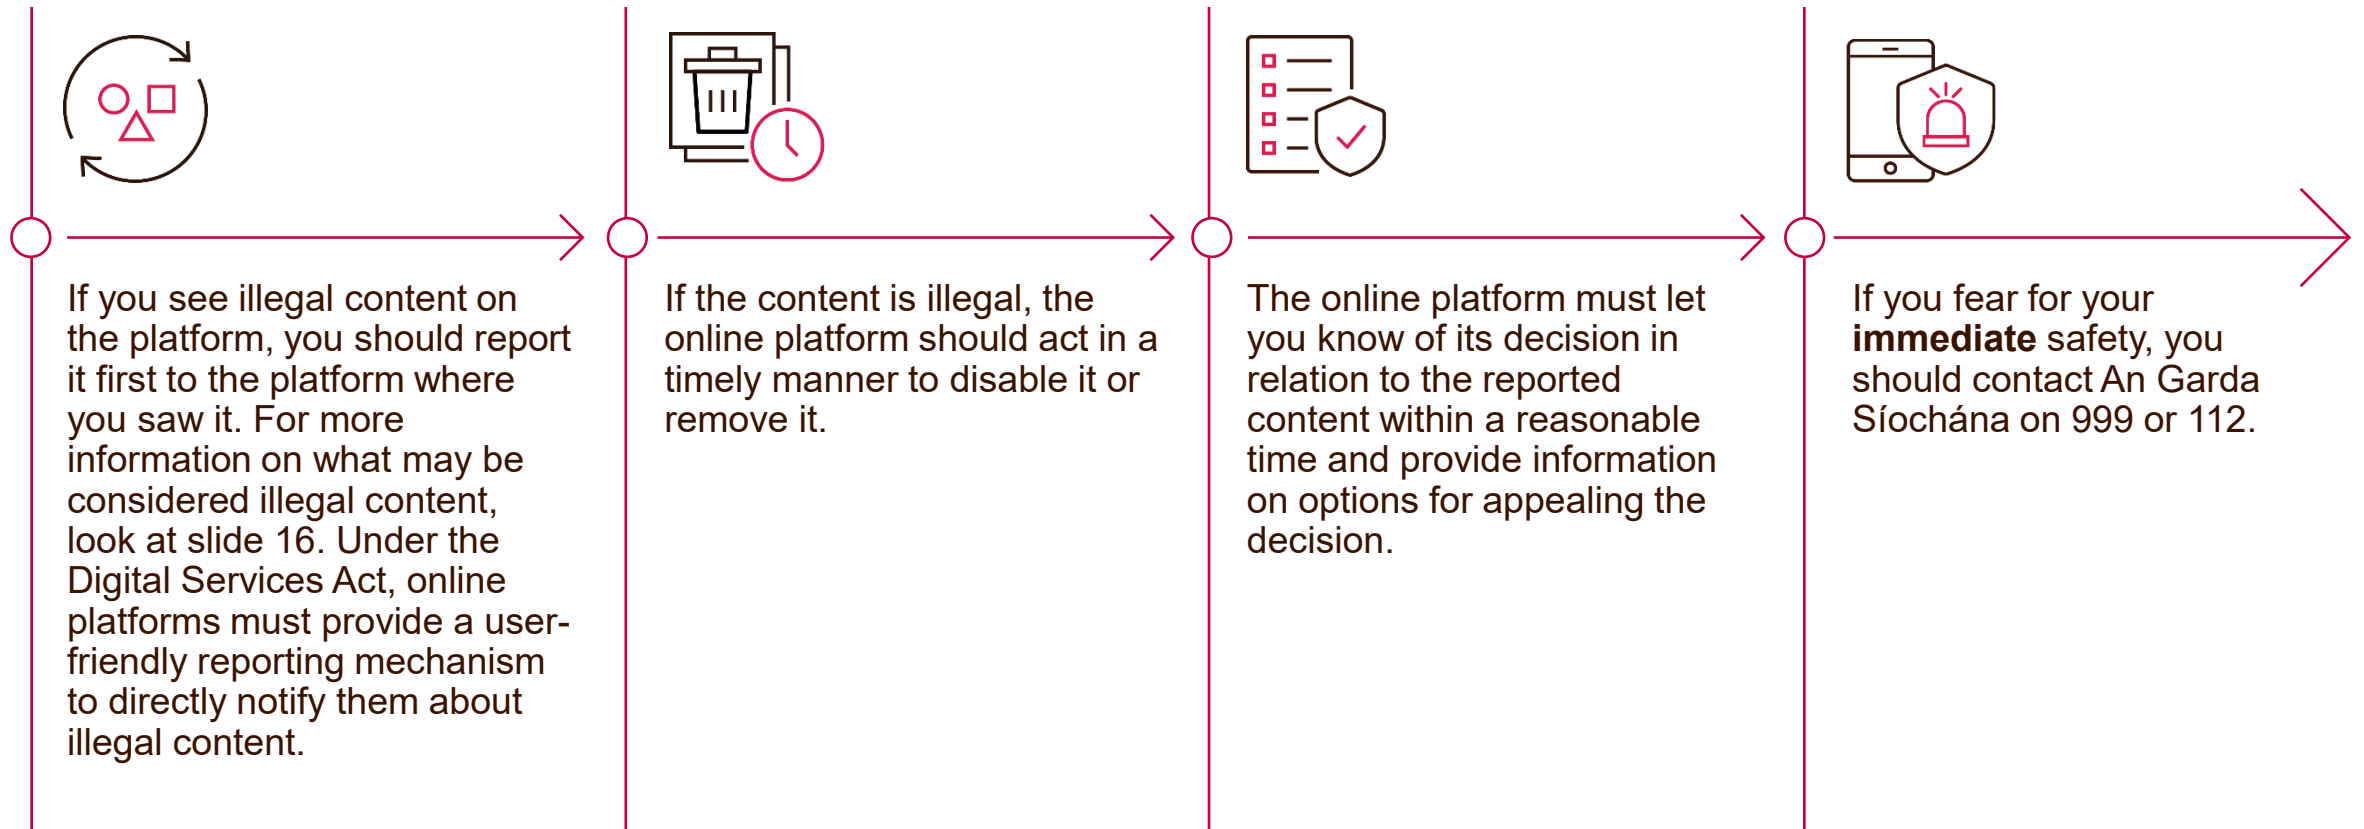 If you see illegal content on
the platform, you should report
it first to the platform where
you saw it. For more
information on what may be
considered illegal content,
look at slide 16. Under the
Digital Services Act, online
platforms must provide a user-
friendly reporting mechanism
to directly notify them about
illegal content.
If the content is illegal, the
online platform should act in a
timely manner to disable it or
remove it.
The online platform must let
you know of its decision in
relation to the reported
content within a reasonable
time and provide information
on options for appealing the
decision.
If you fear for your
immediate safety, you
should contact An Garda
Síochána on 999 or 112.